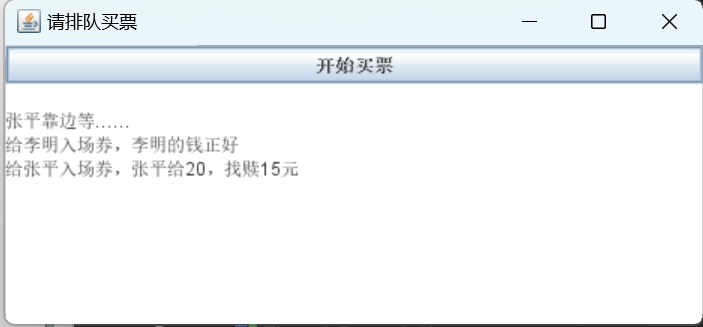 请排队买票
开始买票
张平靠边等……
给李明入场券，李明的钱正好
给张平入场券，张平给20，找赎15元